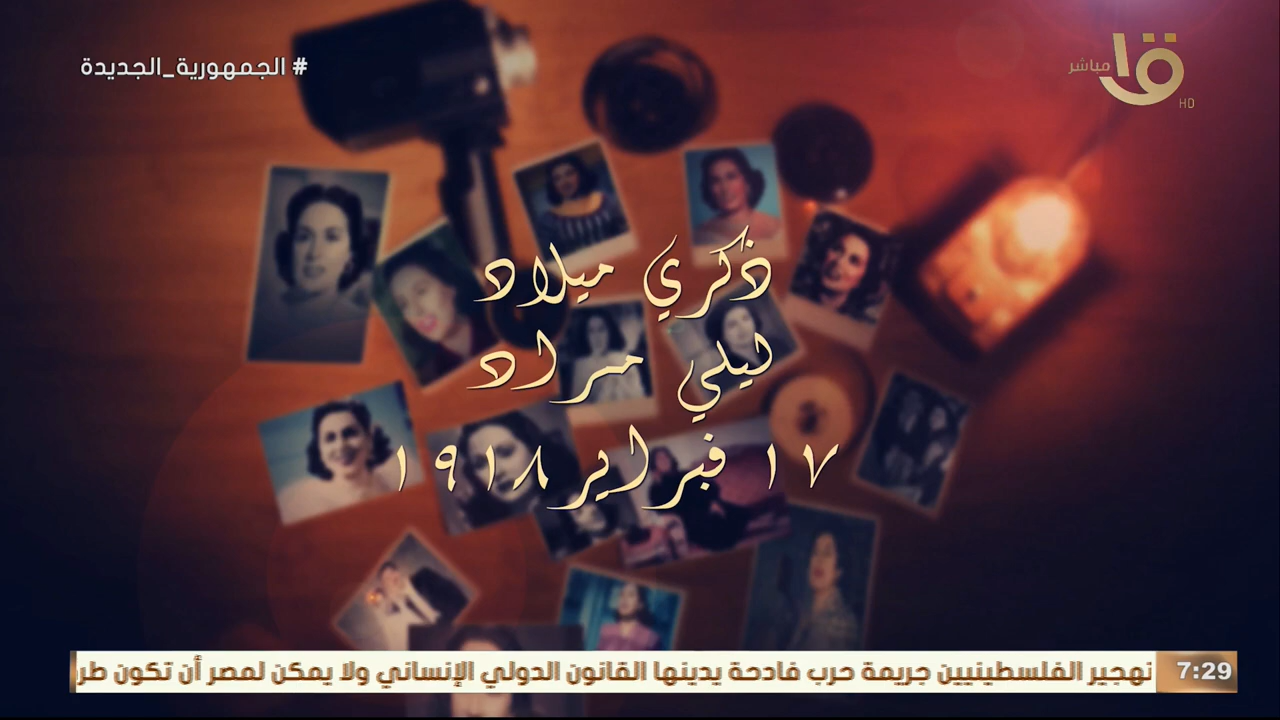 # الجمهورية_الجديدة
مباشر
HD
ذكري ميلاد
ليلي مراد
١٧ فبراير ١٩١٨
تهجير الفلسطينيين جريمة حرب فادحة يدينها القانون الدولي الإنساني ولا يمكن لمصر أن تكون
7:29